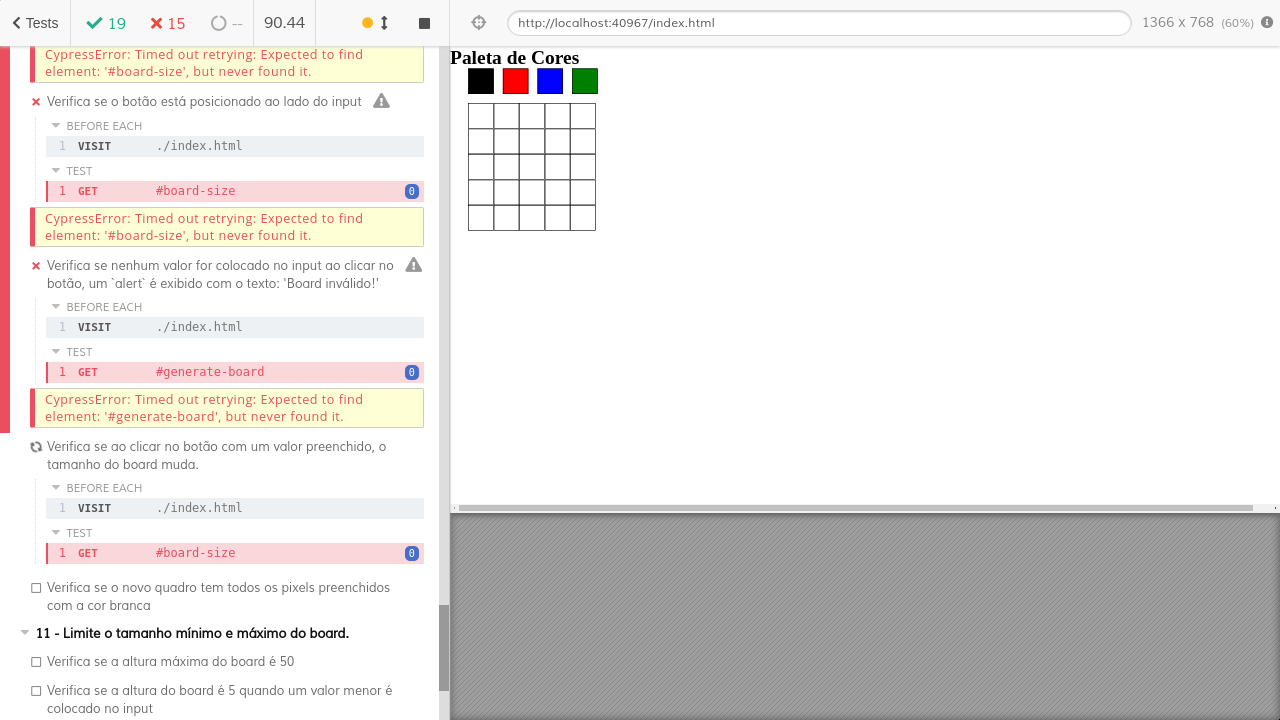 Tests 19 15 -- 90.44 http://localhost:40967/index.html 1366 x 768 (60%)
CypressError: Timed out retrying: Expected to find
element: '#board-size', but never found it.
Verifica se o botão está posicionado ao lado do input
BEFORE EACH
1 VISIT ./index.html
TEST
1 GET #board-size 0
CypressError: Timed out retrying: Expected to find
element: '#board-size', but never found it.
Verifica se nenhum valor for colocado no input ao clicar no
botão, um `alert` é exibido com o texto: 'Board inválido!'
BEFORE EACH
1 VISIT ./index.html
TEST
1 GET #generate-board 0
CypressError: Timed out retrying: Expected to find
element: '#generate-board', but never found it.
Verifica se ao clicar no botão com um valor preenchido, o
tamanho do board muda.
BEFORE EACH
1 VISIT ./index.html
TEST
1 GET #board-size 0
Verifica se o novo quadro tem todos os pixels preenchidos
com a cor branca
11 - Limite o tamanho mínimo e máximo do board.
Verifica se a altura máxima do board é 50
Verifica se a altura do board é 5 quando um valor menor é
colocado no input
Paleta de Cores